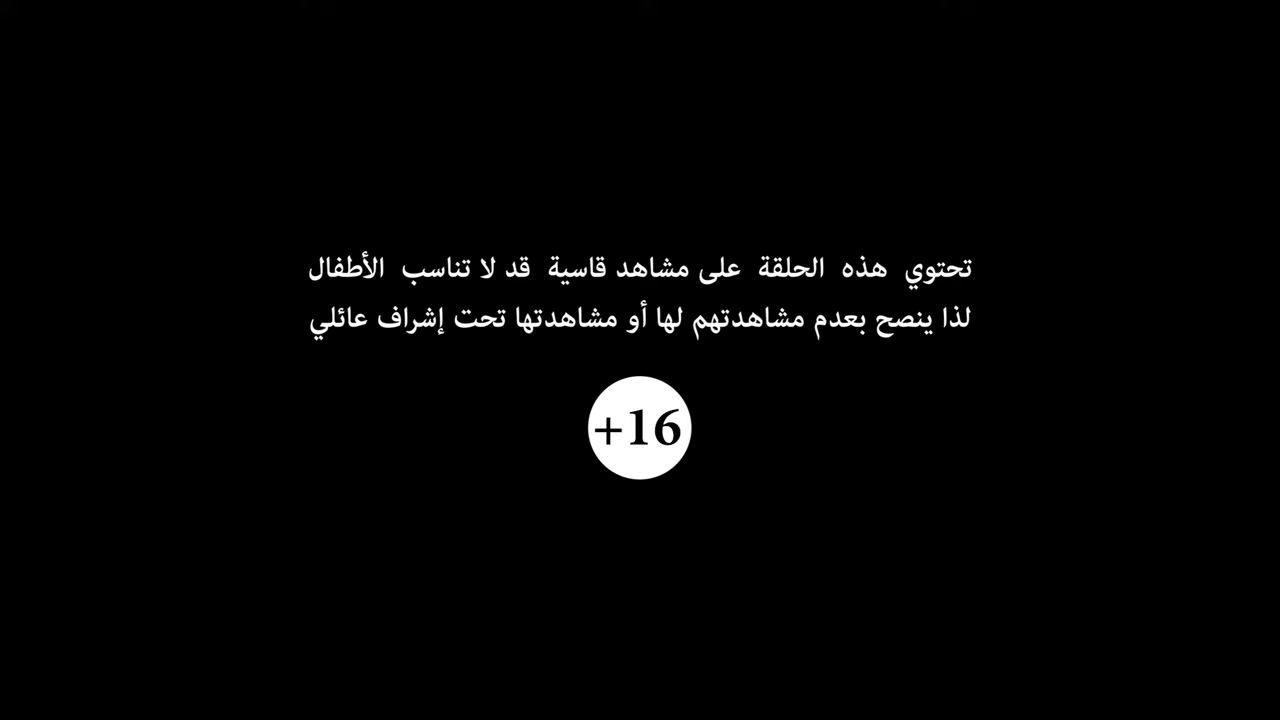 تحتوي هذه الحلقة على مشاهد قاسية قد لا تناسب الأطفال
لذا ينصح بعدم مشاهدتهم لها أو مشاهدتها تحت إشراف عائلي
+16